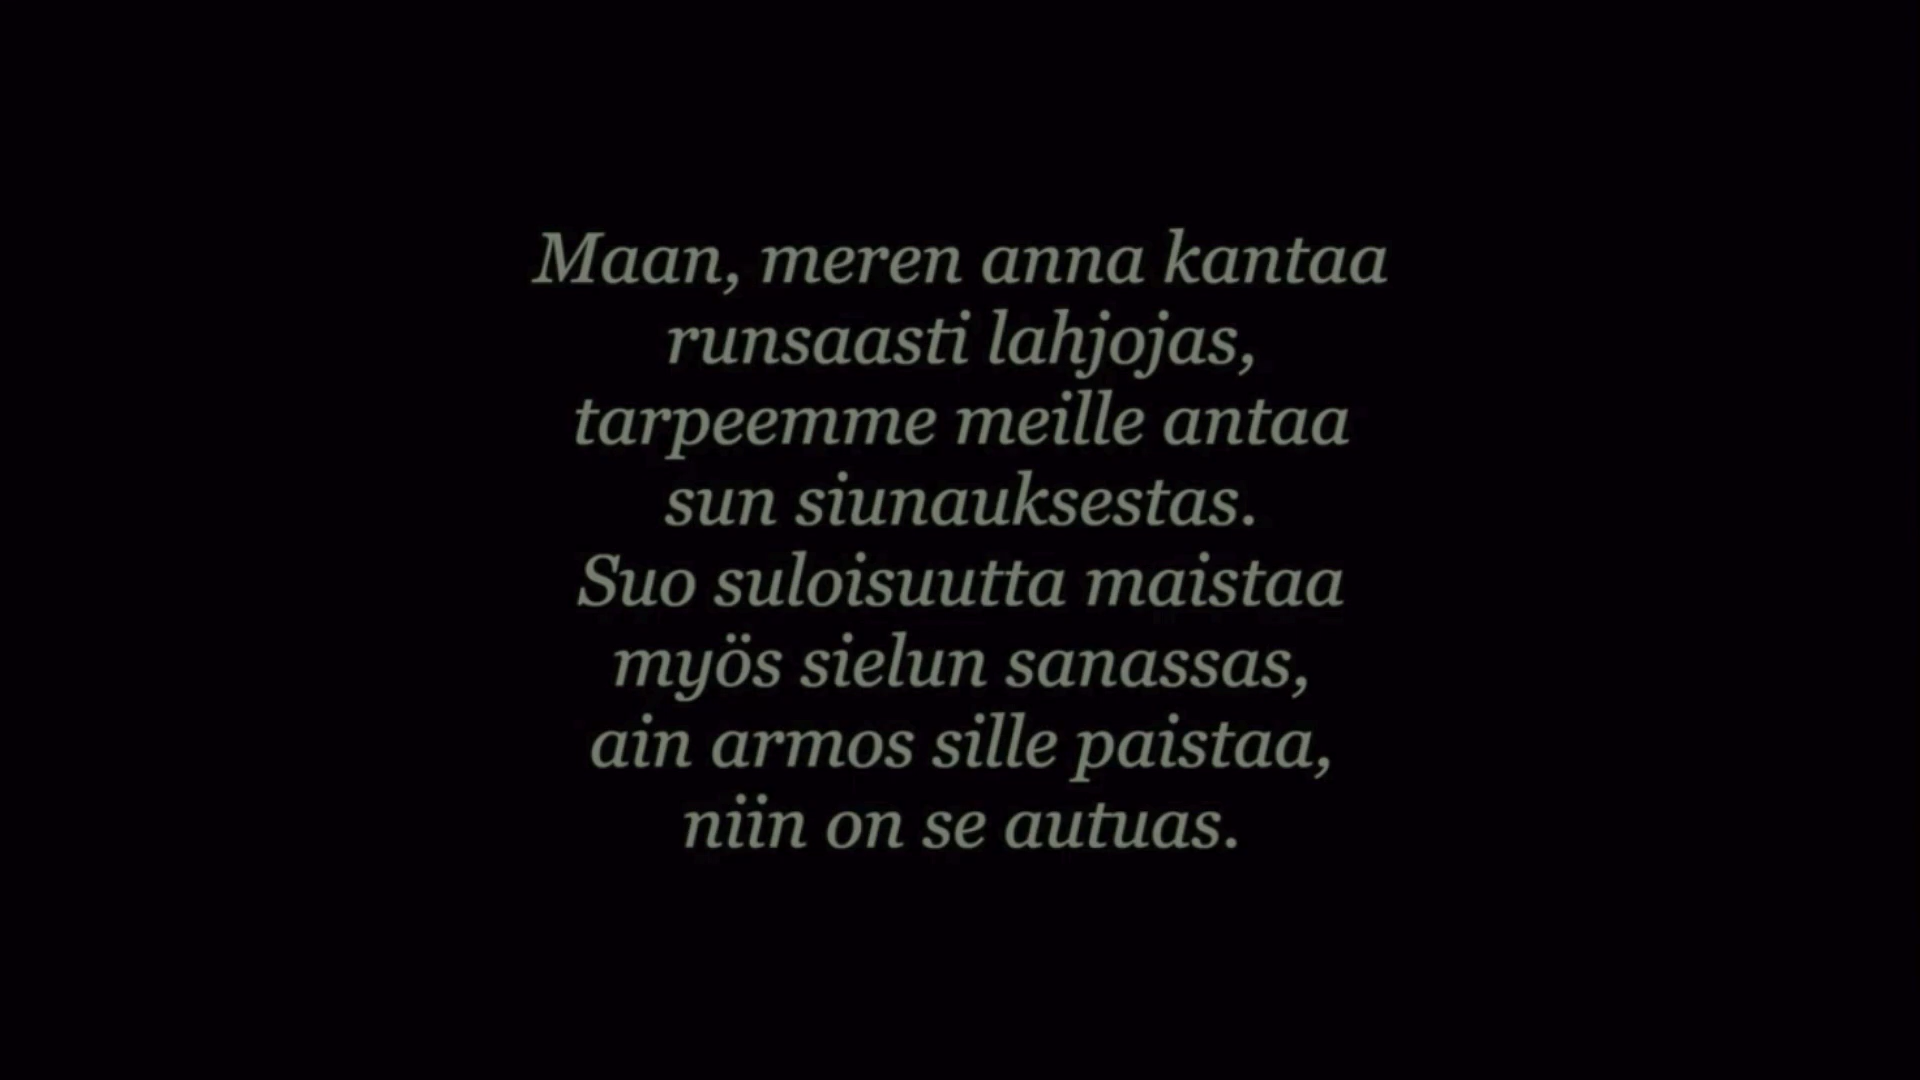 Maan, meren anna kantaa
runsaasti lahjojas,
tarpeemme meille antaa
sun siunauksestas.
Suo suloisuutta maistaa
myös sielun sanassas,
ain armos sille paistaa,
niin on se autuas.